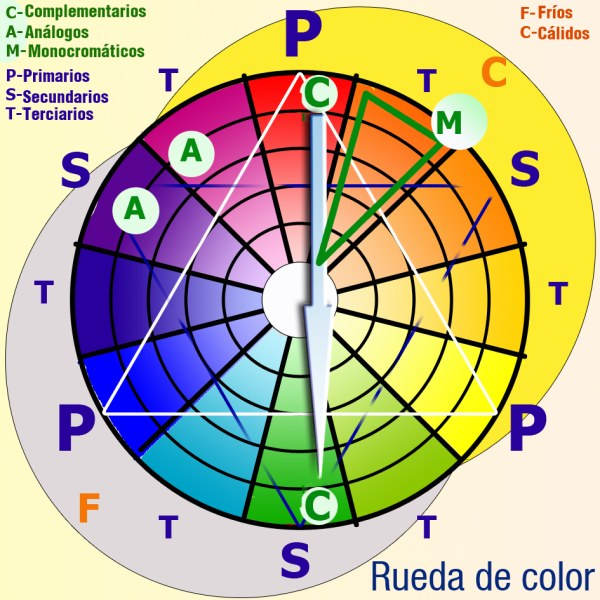 C-Complementarios
A-Análogos
M-Monocromáticos
P-Primarios
S-Secundarios
T-Terciarios
F-Fríos
C-Cálidos
P
T
T
C
C
M
A
S
S
A
T
T
P
P
F
C
T
T
S
Rueda de color